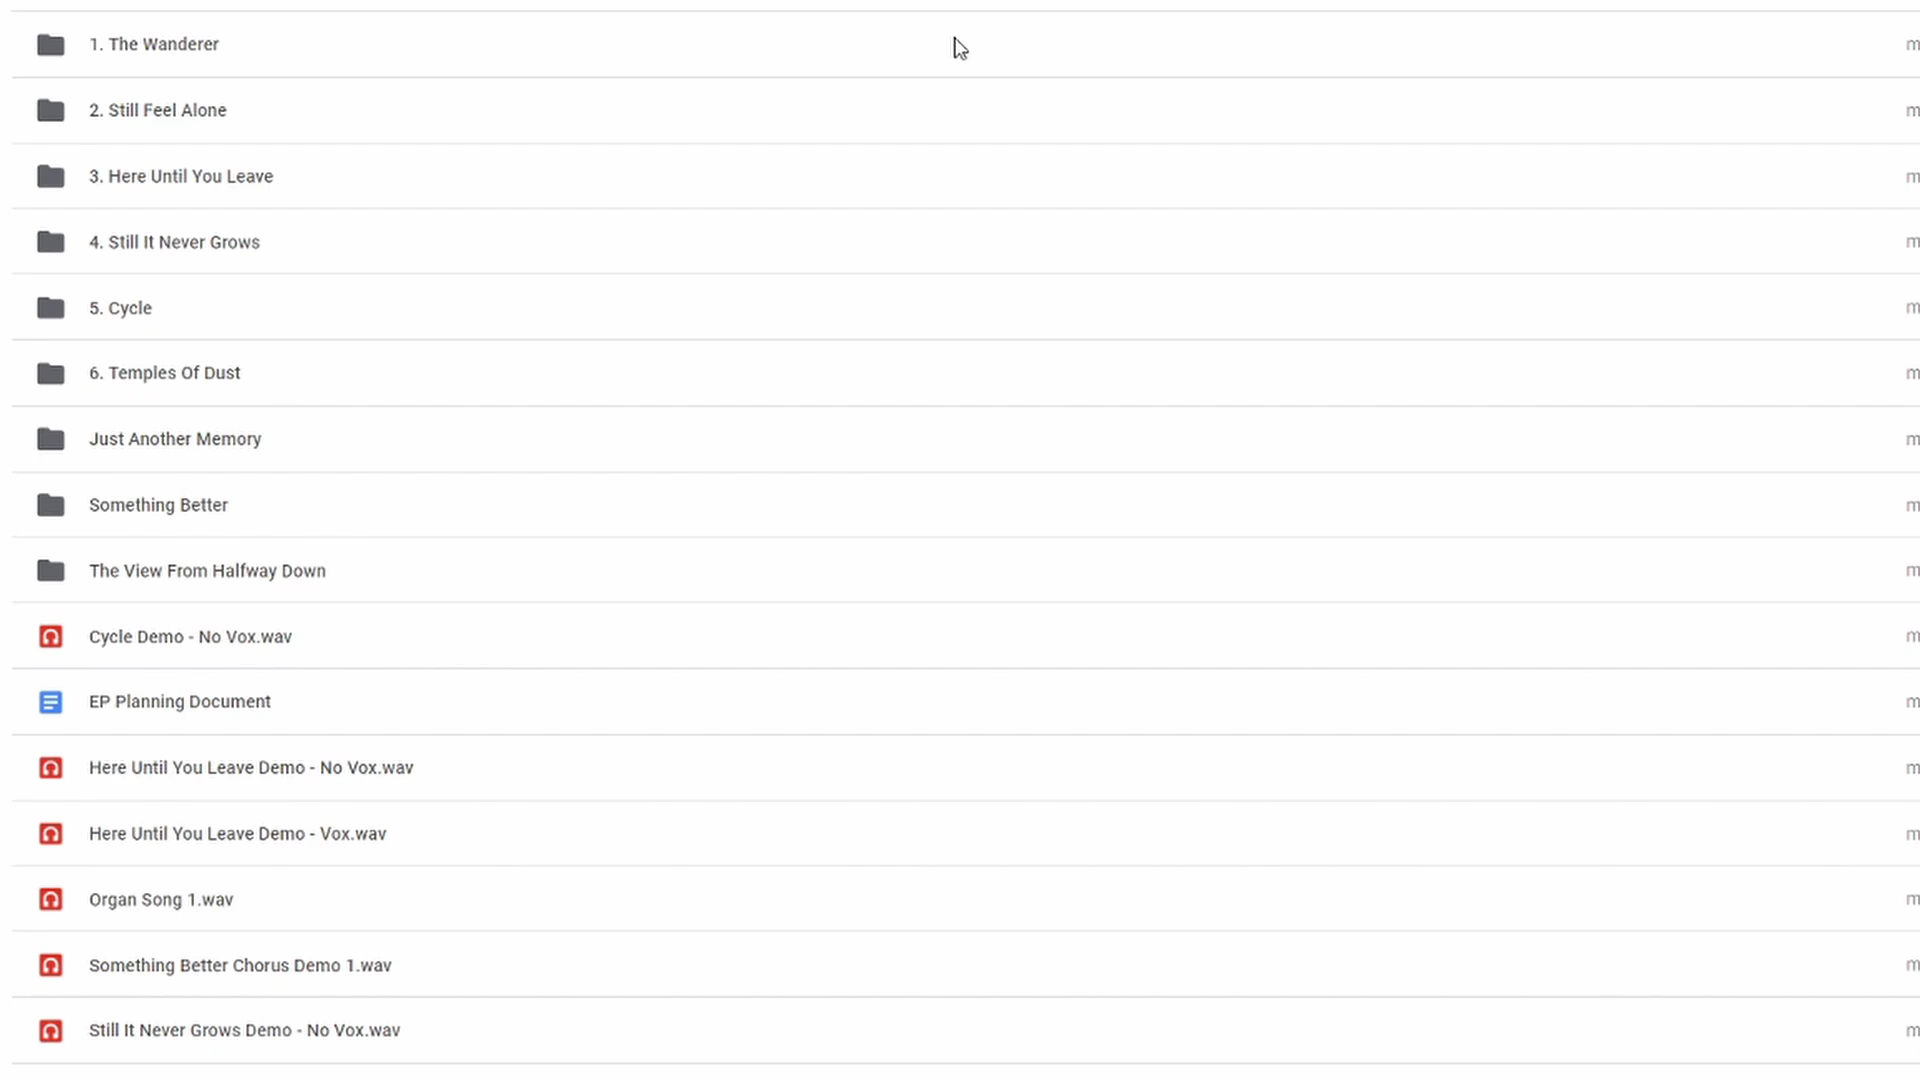 1. The Wanderer m
2. Still Feel Alone m
3. Here Until You Leave m
4. Still It Never Grows m
5. Cycle m
6. Temples Of Dust m
Just Another Memory m
Something Better m
The View From Halfway Down m
Cycle Demo - No Vox.wav m
EP Planning Document m
Here Until You Leave Demo - No Vox.wav m
Here Until You Leave Demo - Vox.wav m
Organ Song 1.wav m
Something Better Chorus Demo 1.wav m
Still It Never Grows Demo - No Vox.wav m